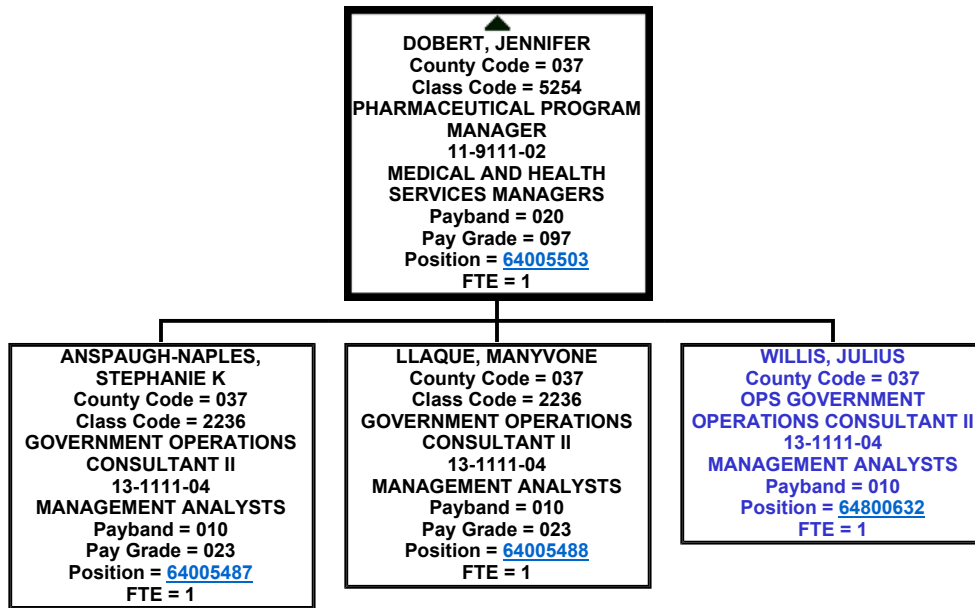 DOBERT, JENNIFER
County Code = 037
Class Code = 5254
PHARMACEUTICAL PROGRAM
MANAGER
11-9111-02
MEDICAL AND HEALTH
SERVICES MANAGERS
Payband = 020
Pay Grade = 097
Position = 64005503
FTE = 1
ANSPAUGH-NAPLES,
STEPHANIE K
County Code = 037
Class Code = 2236
GOVERNMENT OPERATIONS
CONSULTANT II
13-1111-04
MANAGEMENT ANALYSTS
Payband = 010
Pay Grade = 023
Position = 64005487
FTE = 1
LLAQUE, MANYVONE
County Code = 037
Class Code = 2236
GOVERNMENT OPERATIONS
CONSULTANT II
13-1111-04
MANAGEMENT ANALYSTS
Payband = 010
Pay Grade = 023
Position = 64005488
FTE = 1
WILLIS, JULIUS
County Code = 037
OPS GOVERNMENT
OPERATIONS CONSULTANT II
13-1111-04
MANAGEMENT ANALYSTS
Payband = 010
Position = 64800632
FTE = 1